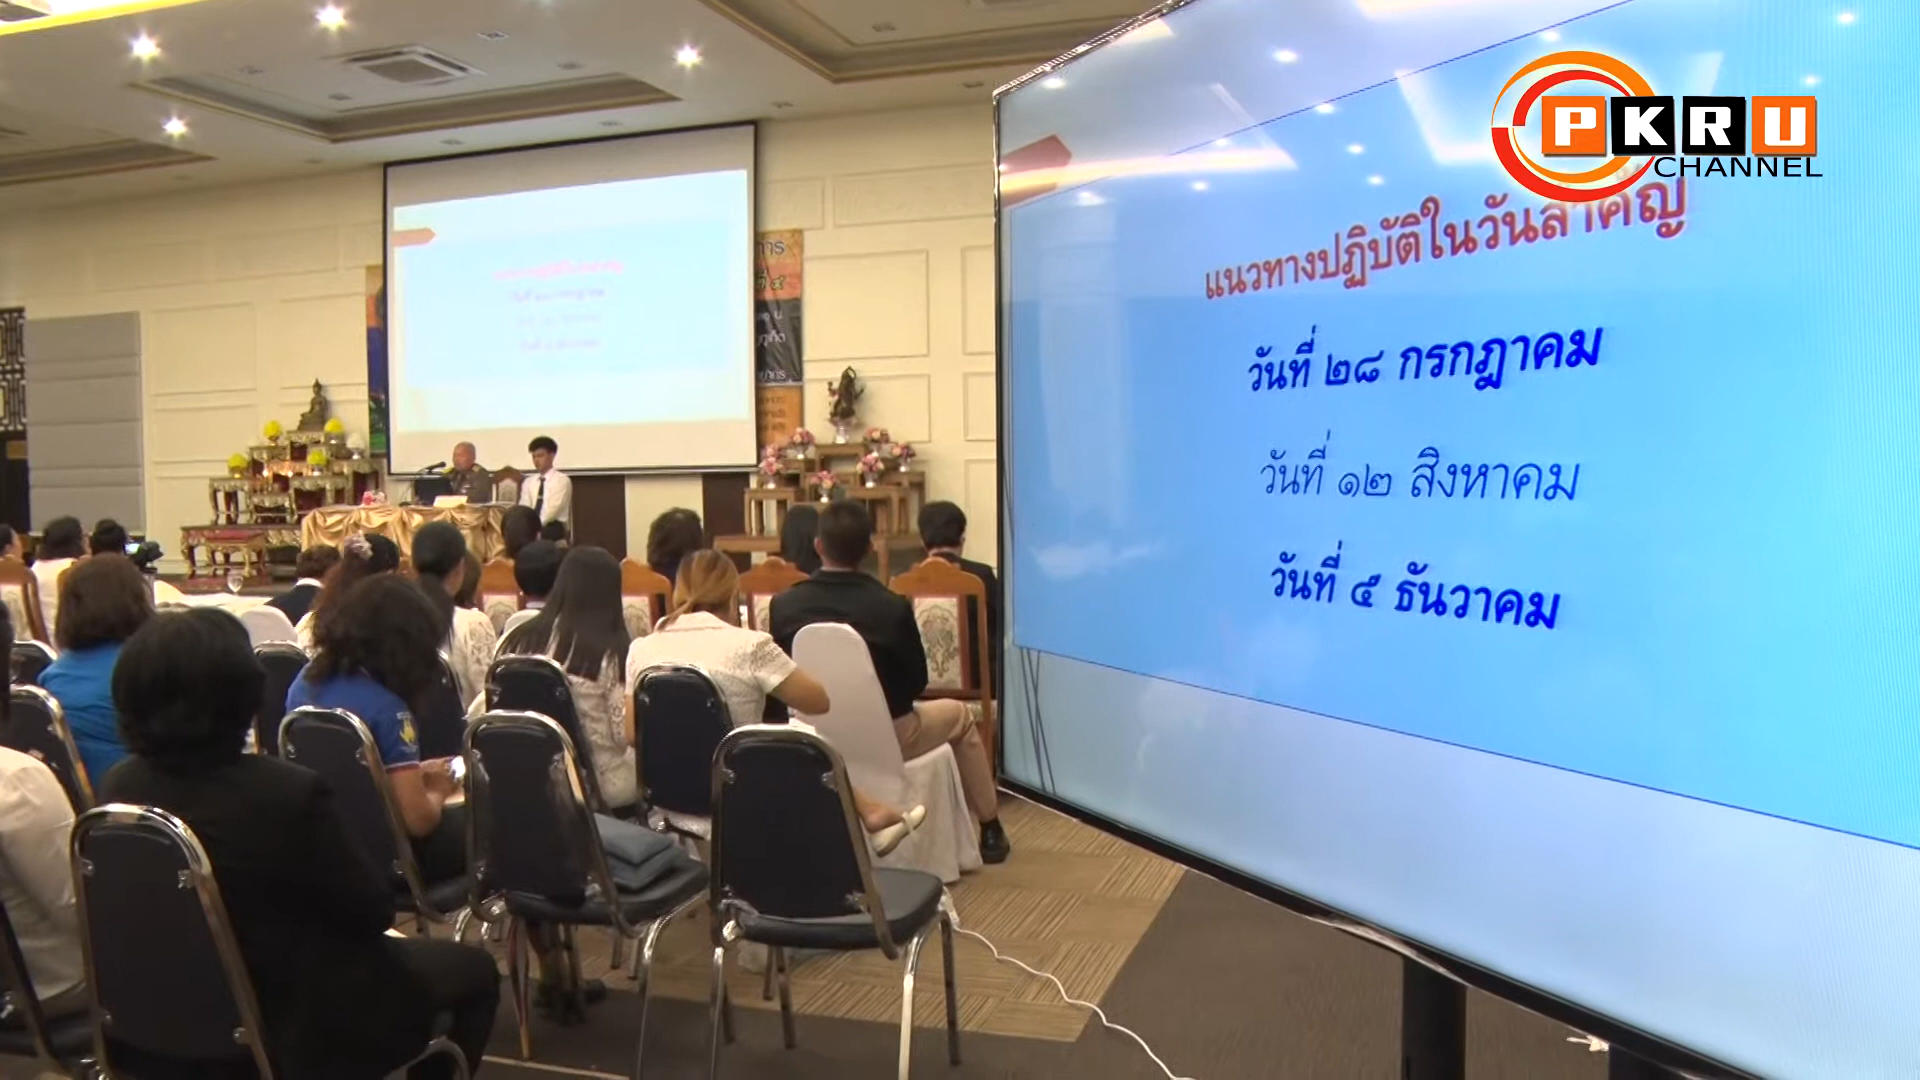 PKRU
CHANNEL
แนวทางปฏิบัติในวันสำคัญ
วันที่ ๒๘ กรกฎาคม
วันที่ ๑๒ สิงหาคม
วันที่ ๕ ธันวาคม